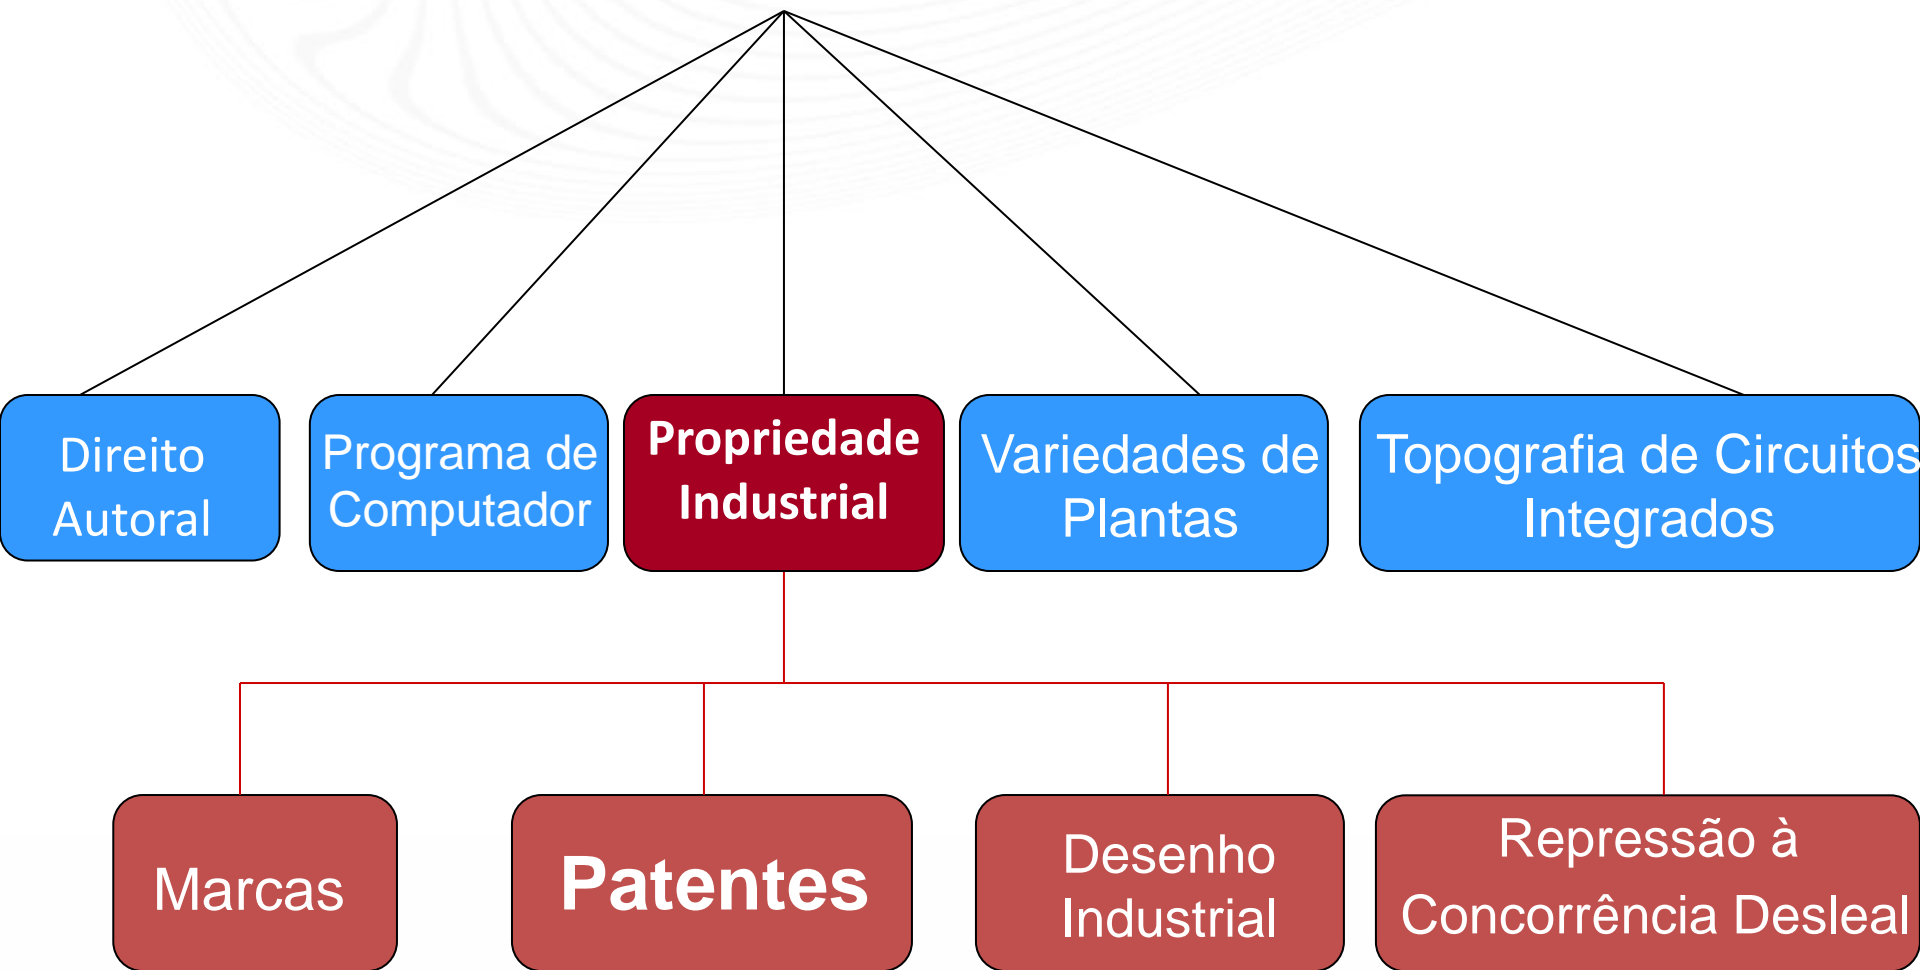 Direito
Autoral
Programa de
Computador
Propriedade
Industrial
Variedades de
Plantas
Topografia de Circuitos
Integrados
Marcas
Patentes
Desenho
Industrial
Repressão à
Concorrência Desleal